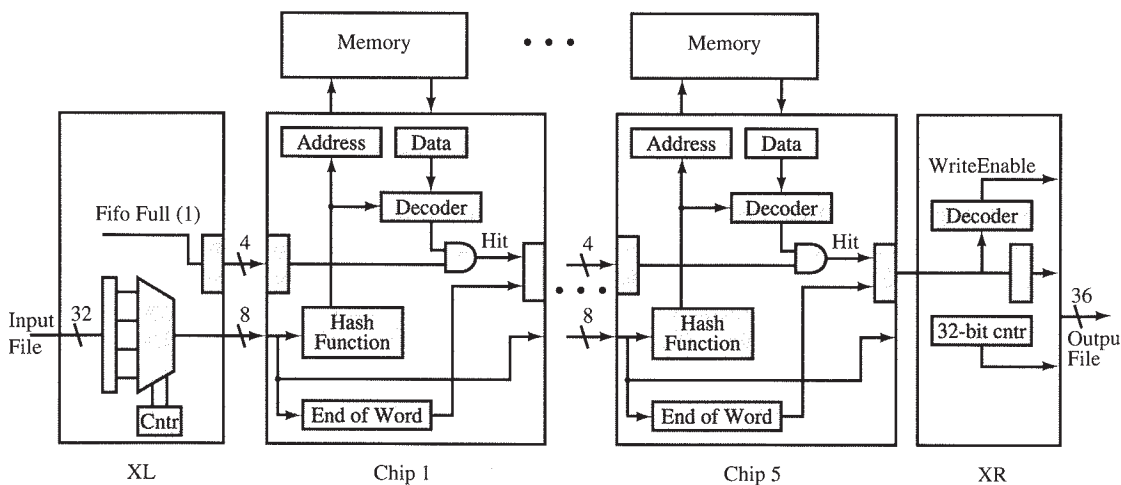 Memory
• • •
Memory
Address
Data
Decoder
Hit
Address
Data
Decoder
Hit
WriteEnable
Decoder
Fifo Full (1)
4
4
• • •
Input
File
32
8
Hash
Function
8
Hash
Function
32-bit cntr
36
Outpu
File
Cntr
End of Word
End of Word
XL
Chip 1
Chip 5
XR